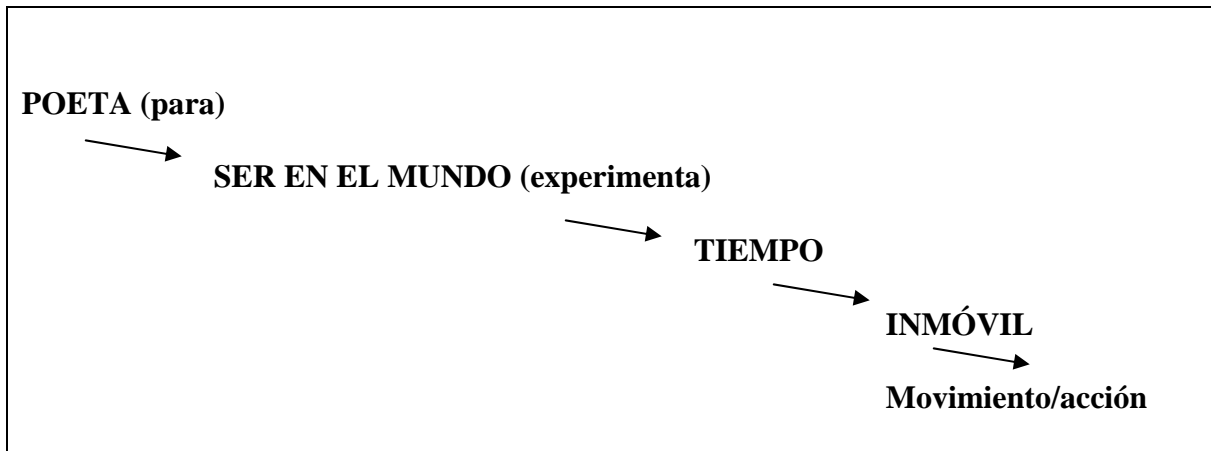 POETA (para)
SER EN EL MUNDO (experimenta)
TIEMPO
INMÓVIL
Movimiento/acción